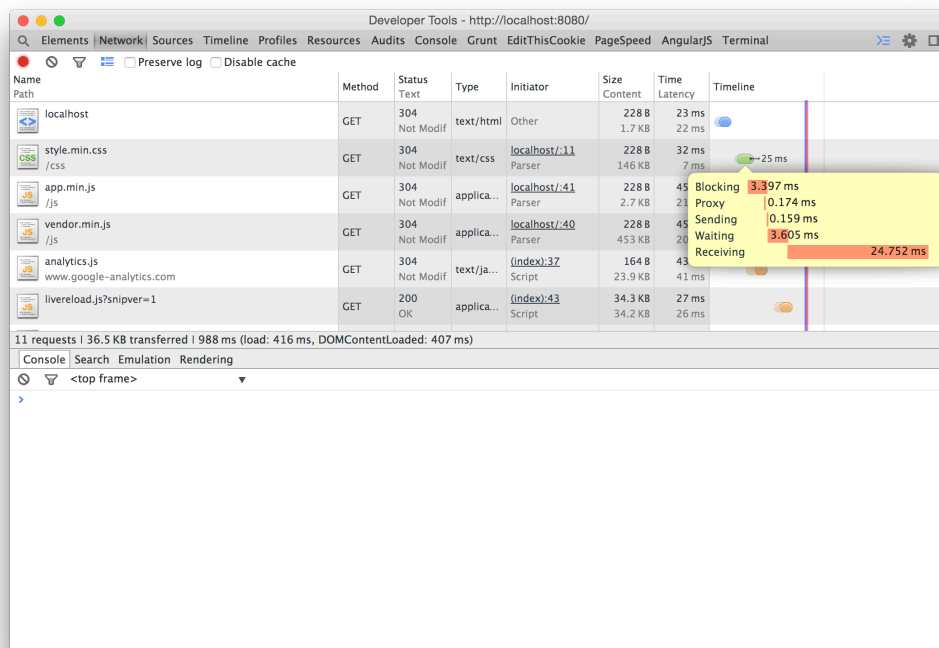 Developer Tools - http://localhost:8080/
Elements Network Sources Timeline Profiles Resources Audits Console Grunt EditThisCookie PageSpeed AngularJS Terminal
Preserve log Disable cache
Name Path Method Status Text Type Initiator Size Content Time Latency Timeline
localhost GET 304 Not Modif text/html Other 228 B 1.7 KB 23 ms 22 ms
style.min.css /css GET 304 Not Modif text/css localhost/:11 Parser 228 B 146 KB 32 ms 7 ms 25 ms
app.min.js /js GET 304 Not Modif applica... localhost/:41 Parser 228 B 2.7 KB 45 21
vendor.min.js /js GET 304 Not Modif applica... localhost/:40 Parser 228 B 453 KB 45 20
analytics.js www.google-analytics.com GET 304 Not Modif text/ja... (index):37 Script 164 B 23.9 KB 43 41 ms
livereload.js?snipver=1 GET 200 OK applica... (index):43 Script 34.3 KB 34.2 KB 27 ms 26 ms
Blocking 3.397 ms
Proxy 0.174 ms
Sending 0.159 ms
Waiting 3.605 ms
Receiving 24.752 ms
11 requests | 36.5 KB transferred | 988 ms (load: 416 ms, DOMContentLoaded: 407 ms)
Console Search Emulation Rendering
<top frame>